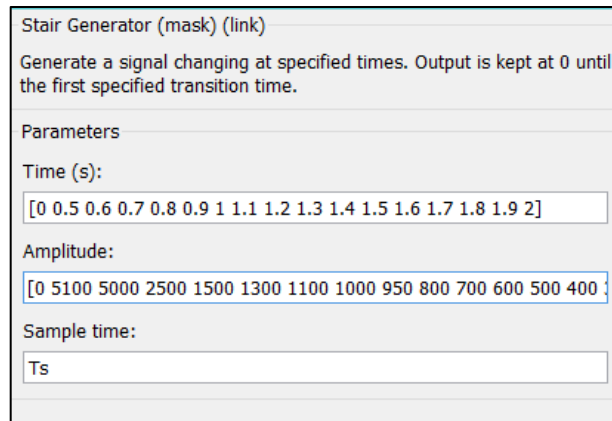 Stair Generator (mask) (link)
Generate a signal changing at specified times. Output is kept at 0 until
the first specified transition time.
Parameters
Time (s):
[0 0.5 0.6 0.7 0.8 0.9 1 1.1 1.2 1.3 1.4 1.5 1.6 1.7 1.8 1.9 2]
Amplitude:
[0 5100 5000 2500 1500 1300 1100 1000 950 800 700 600 500 400
Sample time:
Ts